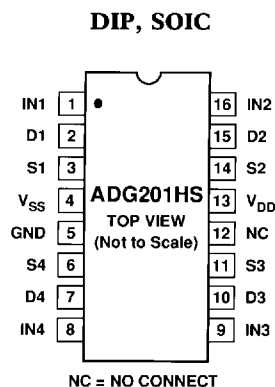 DIP, SOIC
IN1 1 16 IN2
D1 2 15 D2
S1 3 14 S2
VSS 4 ADG201HS 13 VDD
TOP VIEW
GND 5 (Not to Scale) 12 NC
S4 6 11 S3
D4 7 10 D3
IN4 8 9 IN3
NC = NO CONNECT